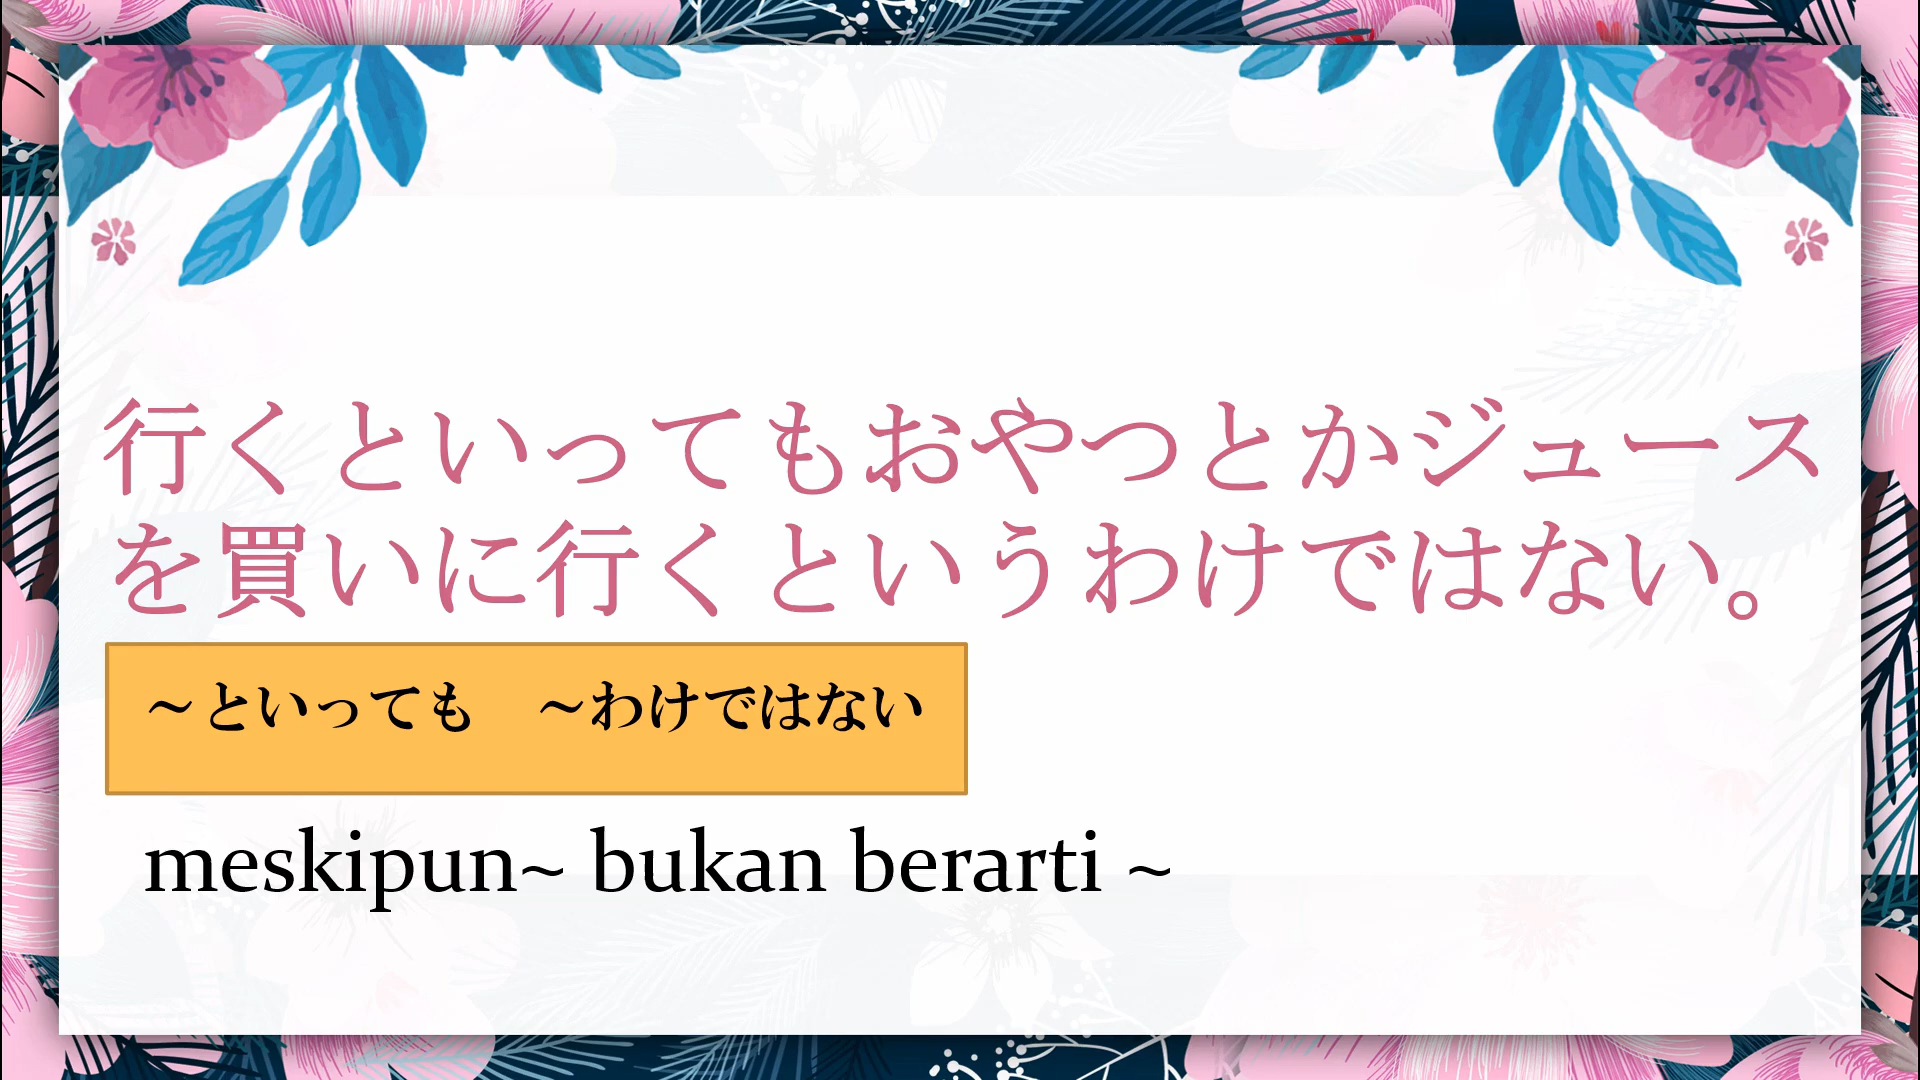 行くといってもおやつとかジュース
を買いに行くというわけではない。
～といっても　～わけではない
meskipun~ bukan berarti ~